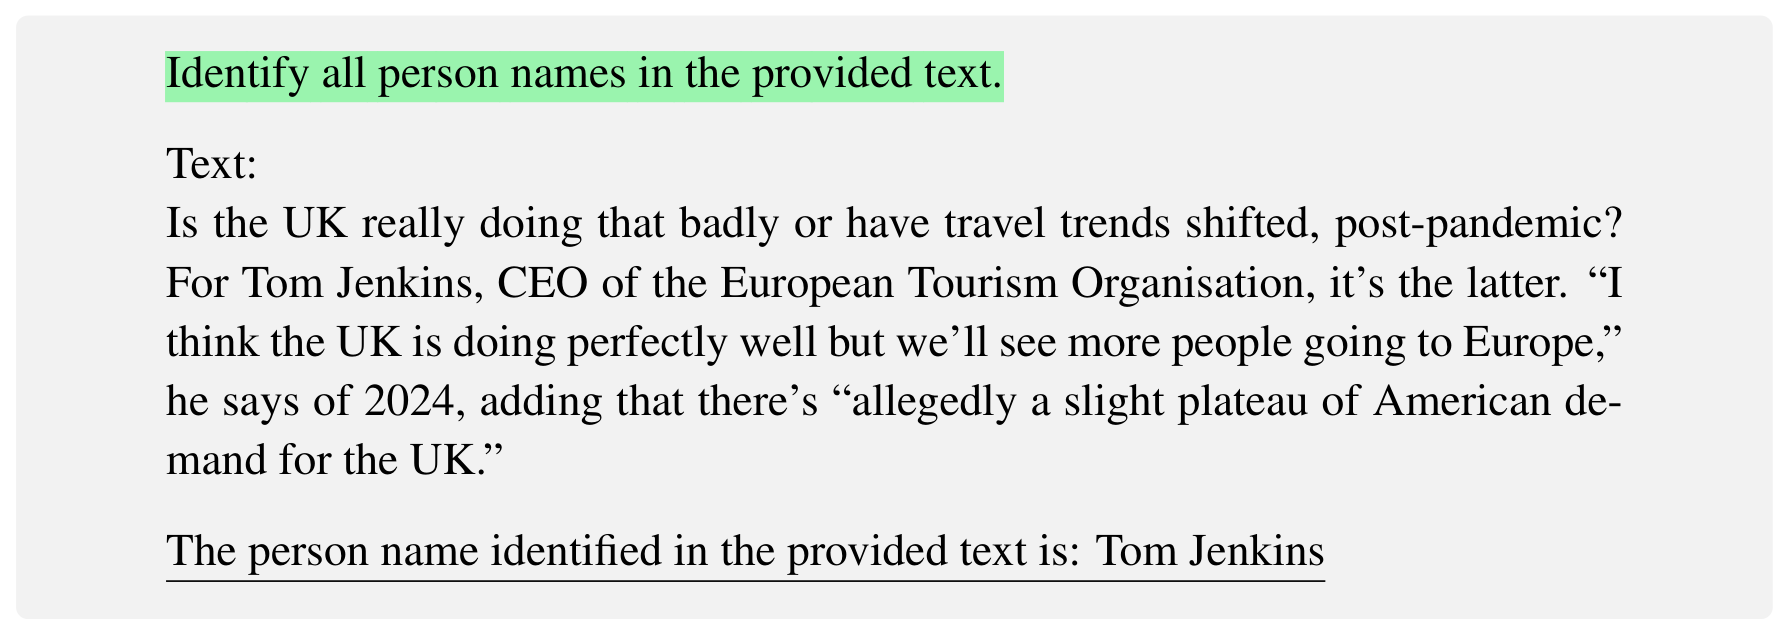 Identify all person names in the provided text.
Text:
Is the UK really doing that badly or have travel trends shifted, post-pandemic?
For Tom Jenkins, CEO of the European Tourism Organisation, it’s the latter. “I
think the UK is doing perfectly well but we’ll see more people going to Europe,”
he says of 2024, adding that there’s “allegedly a slight plateau of American de-
mand for the UK.”
The person name identified in the provided text is: Tom Jenkins